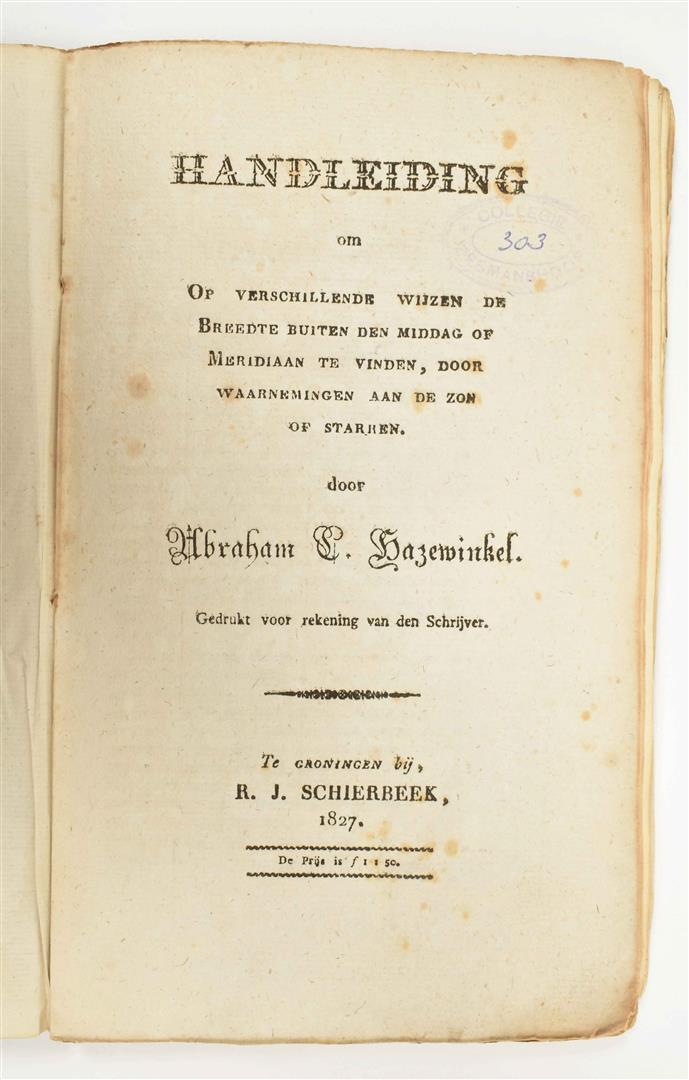 HANDLEIDING
COLLEGIE
303
om
OP VERSCHILLENDE WIJZEN DE
BREEDTE BUITEN DEN MIDDAG OF
MERIDIAAN TE VINDEN, DOOR
WAARNEMINGEN AAN DE ZON
OF STARREN.
door
Abraham C. Hazewinkel.
Gedrukt voor rekening van den Schrijver.
Te GRONINGEN bij,
R. J. SCHIERBEEK,
1827.
De Prijs is f 1 : 50.